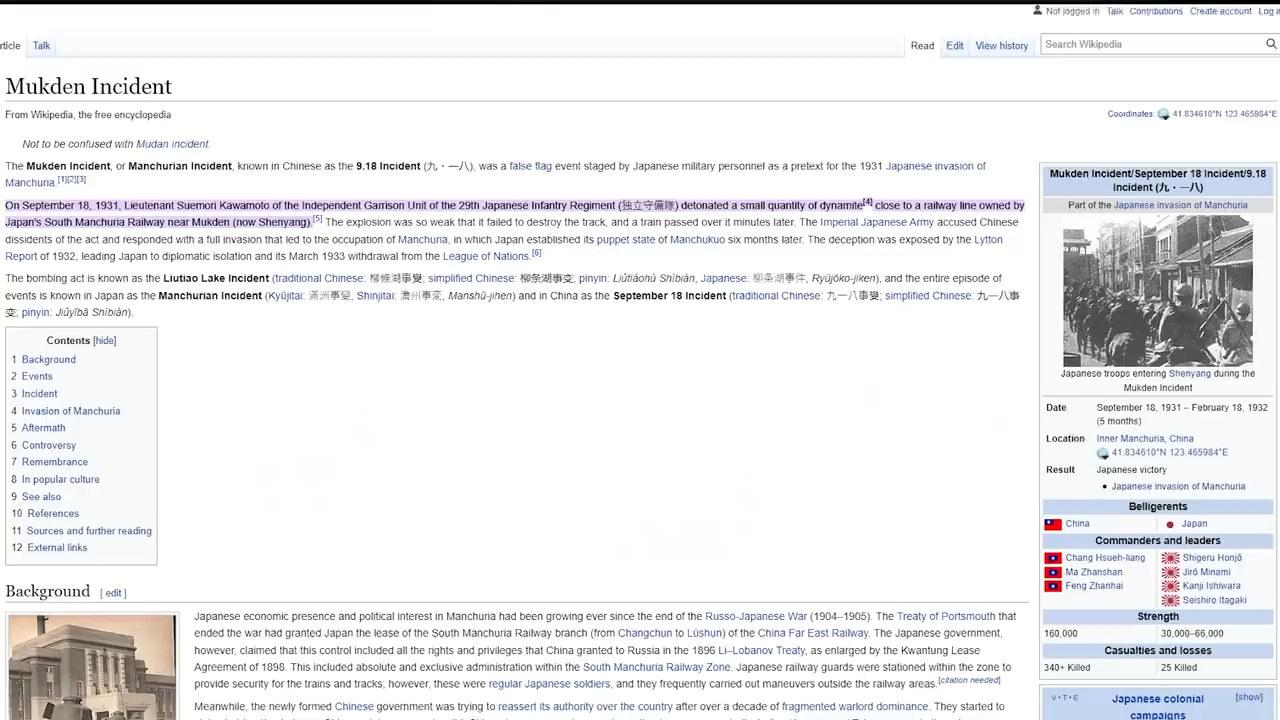 Not logged in Talk Contributions Create account Log i
rticle Talk Read Edit View history Search Wikipedia
Mukden Incident
From Wikipedia, the free encyclopedia
Coordinates: 41.834610°N 123.465984°E
Not to be confused with Mudan incident.
The Mukden Incident, or Manchurian Incident, known in Chinese as the 9.18 Incident (九・一八), was a false flag event staged by Japanese military personnel as a pretext for the 1931 Japanese invasion of
Manchuria.[1][2][3]
On September 18, 1931, Lieutenant Suemori Kawamoto of the Independent Garrison Unit of the 29th Japanese Infantry Regiment (独立守備隊) detonated a small quantity of dynamite[4] close to a railway line owned by
Japan's South Manchuria Railway near Mukden (now Shenyang).[5] The explosion was so weak that it failed to destroy the track, and a train passed over it minutes later. The Imperial Japanese Army accused Chinese
dissidents of the act and responded with a full invasion that led to the occupation of Manchuria, in which Japan established its puppet state of Manchukuo six months later. The deception was exposed by the Lytton
Report of 1932, leading Japan to diplomatic isolation and its March 1933 withdrawal from the League of Nations.[6]
The bombing act is known as the Liutiao Lake Incident (traditional Chinese: 柳條湖事變; simplified Chinese: 柳条湖事变; pinyin: Liǔtiáohú Shìbiàn, Japanese: 柳条湖事件, Ryūjōko-jiken), and the entire episode of
events is known in Japan as the Manchurian Incident (Kyūjitai: 滿洲事變, Shinjitai: 満州事変, Manshū-jihen) and in China as the September 18 Incident (traditional Chinese: 九一八事變; simplified Chinese: 九一八事
变; pinyin: Jiǔyībā Shìbiàn).
Contents [hide]
1 Background
2 Events
3 Incident
4 Invasion of Manchuria
5 Aftermath
6 Controversy
7 Remembrance
8 In popular culture
9 See also
10 References
11 Sources and further reading
12 External links
Background [ edit ]
Japanese economic presence and political interest in Manchuria had been growing ever since the end of the Russo-Japanese War (1904–1905). The Treaty of Portsmouth that
ended the war had granted Japan the lease of the South Manchuria Railway branch (from Changchun to Lüshun) of the China Far East Railway. The Japanese government,
however, claimed that this control included all the rights and privileges that China granted to Russia in the 1896 Li–Lobanov Treaty, as enlarged by the Kwantung Lease
Agreement of 1898. This included absolute and exclusive administration within the South Manchuria Railway Zone. Japanese railway guards were stationed within the zone to
provide security for the trains and tracks; however, these were regular Japanese soldiers, and they frequently carried out maneuvers outside the railway areas.[citation needed]
Meanwhile, the newly formed Chinese government was trying to reassert its authority over the country after over a decade of fragmented warlord dominance. They started to
Mukden Incident/September 18 Incident/9.18
Incident (九・一八)
Part of the Japanese invasion of Manchuria
Japanese troops entering Shenyang during the
Mukden Incident
Date September 18, 1931 – February 18, 1932
(5 months)
Location Inner Manchuria, China
41.834610°N 123.465984°E
Result Japanese victory
• Japanese invasion of Manchuria
Belligerents
China Japan
Commanders and leaders
Chang Hsueh-liang Shigeru Honjō
Ma Zhanshan Jirō Minami
Feng Zhanhai Kanji Ishiwara
Seishiro Itagaki
Strength
160,000 30,000–66,000
Casualties and losses
340+ Killed 25 Killed
V · T · E Japanese colonial [show]
campaigns